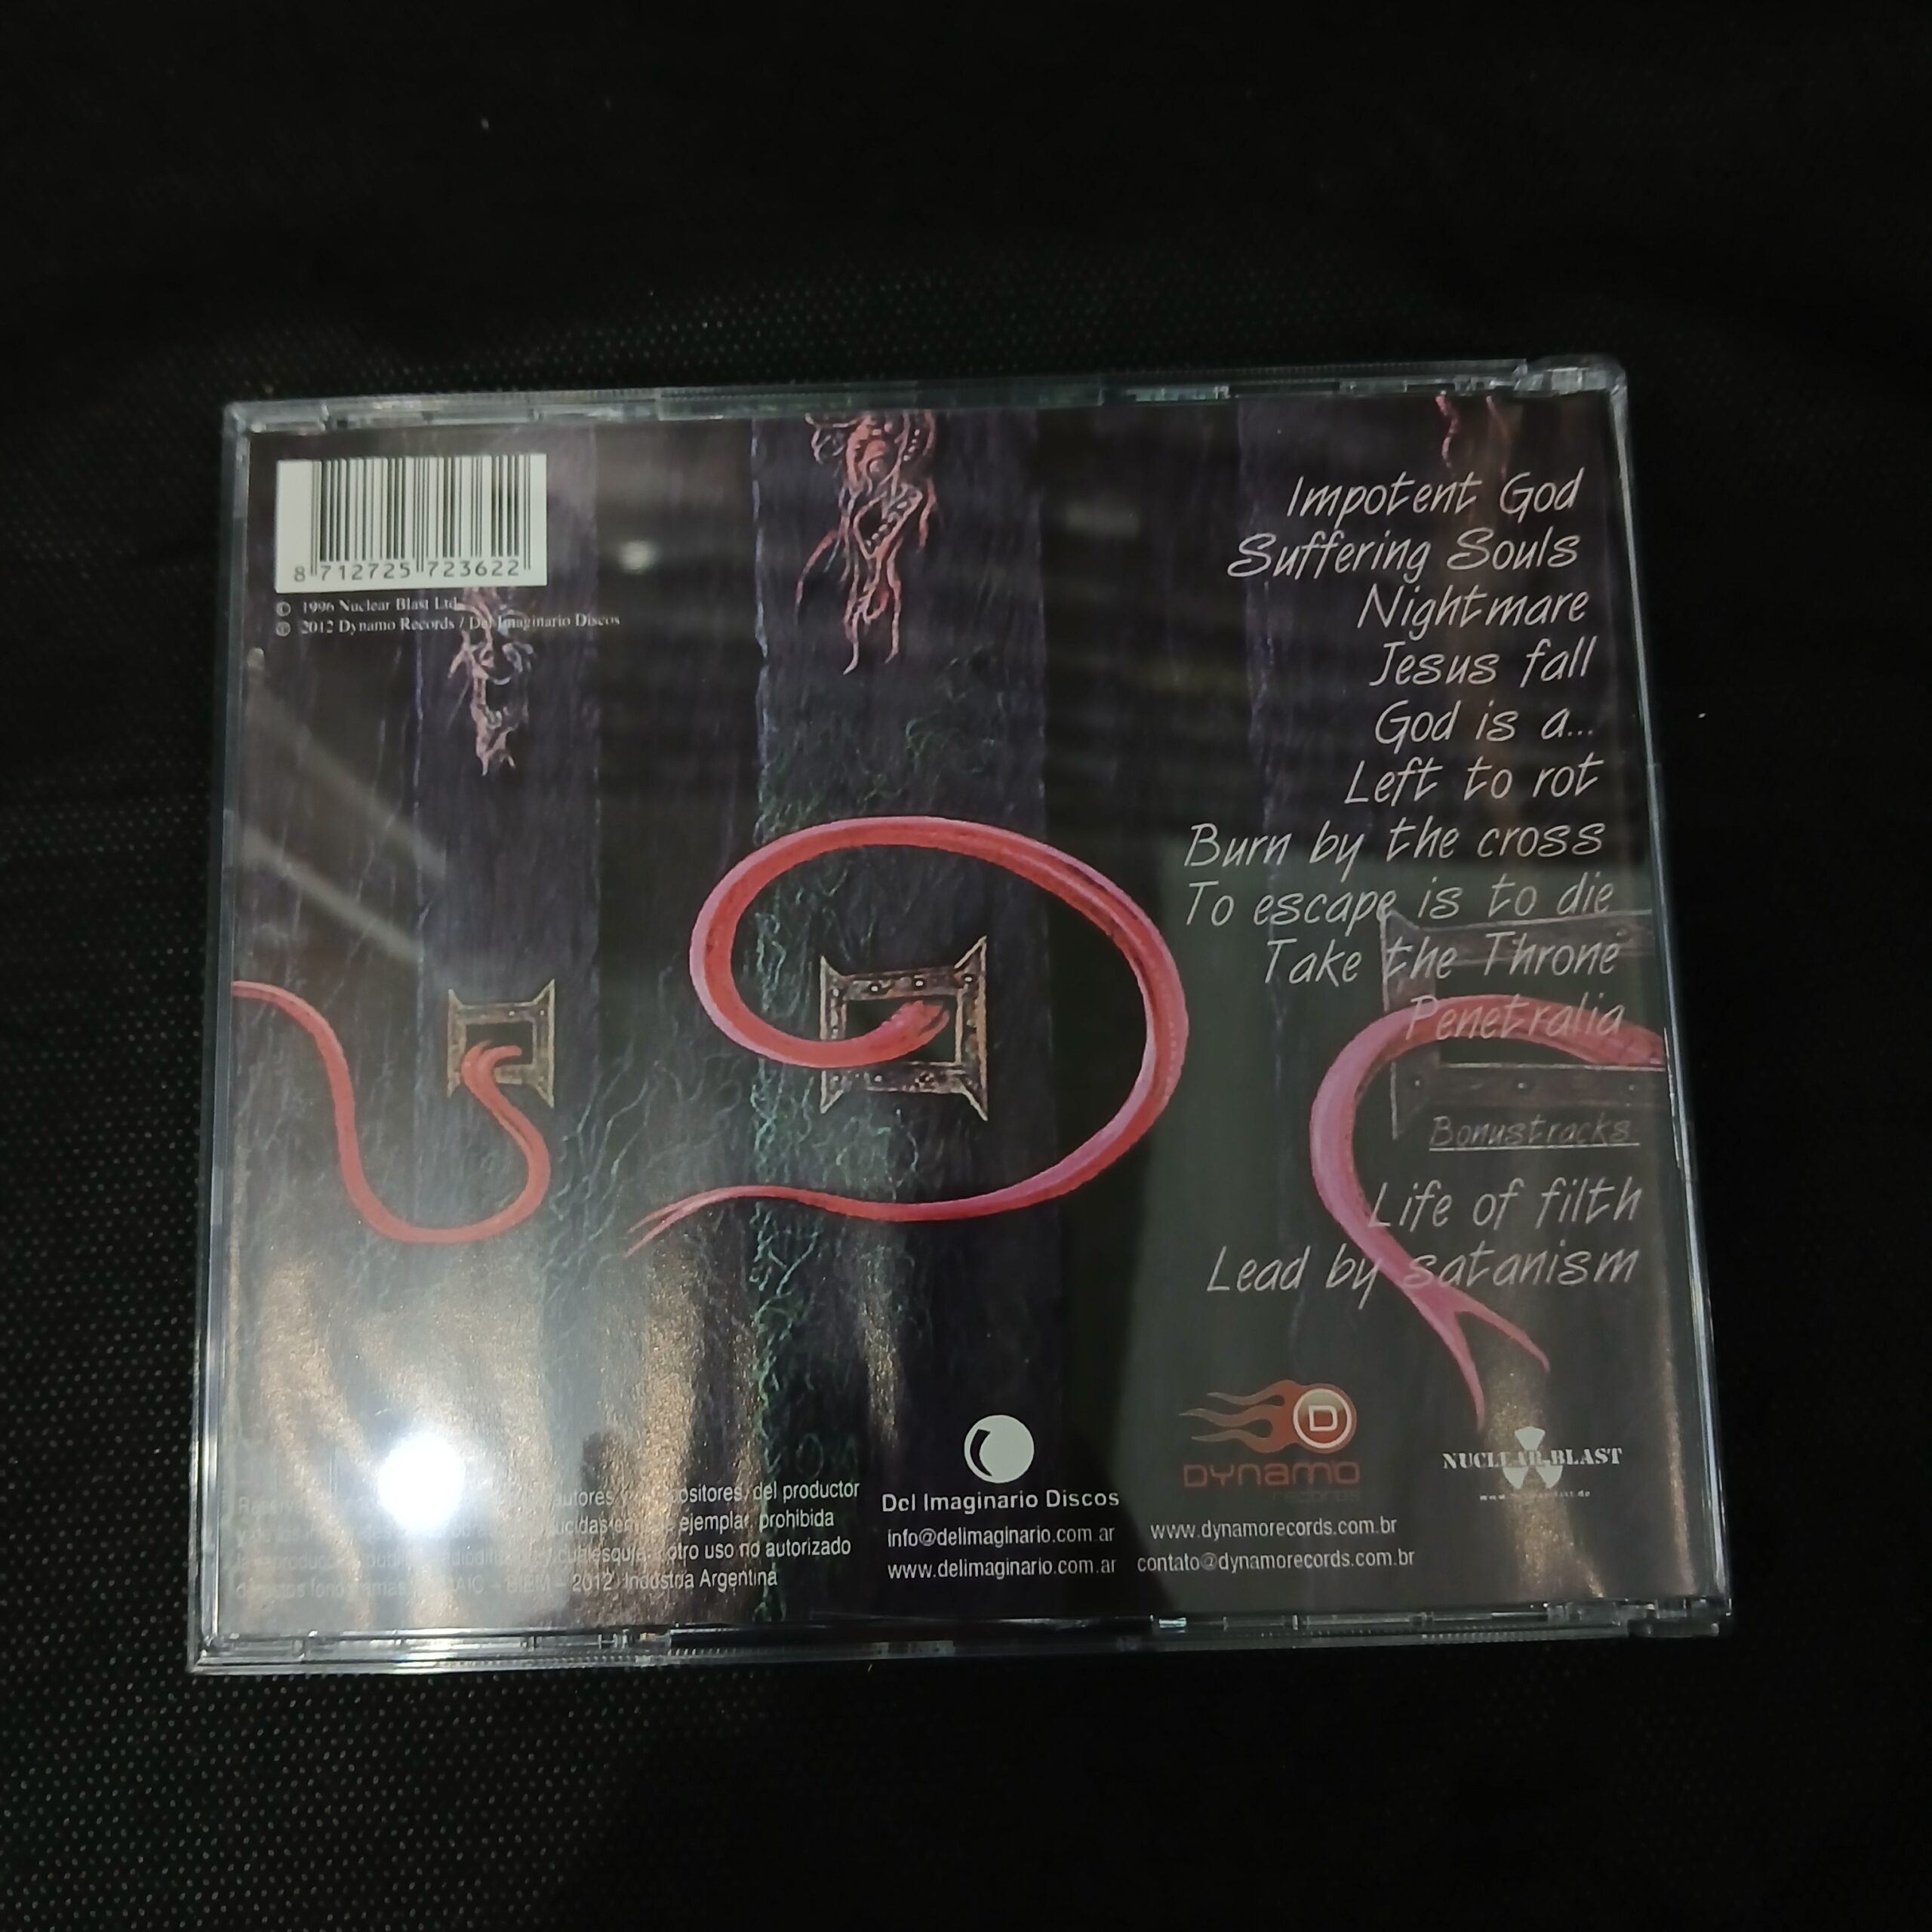 8 712725 723622
© 1996 Nuclear Blast Ltd.
℗ 2012 Dynamo Records / Del Imaginario Discos
Impotent God
Suffering Souls
Nightmare
Jesus fall
God is a...
Left to rot
Burn by the cross
To escape is to die
Take the Throne
Penetralia
Bonustracks
Life of filth
Lead by satanism
autores y compositores, del productor
ejemplar, prohibida
otro uso no autorizado
BIEM – 2012 Industria Argentina
Del Imaginario Discos
info@delimaginario.com.ar
www.delimaginario.com.ar
D
DYNAMO
records
www.dynamorecords.com.br
contato@dynamorecords.com.br
NUCLEAR BLAST